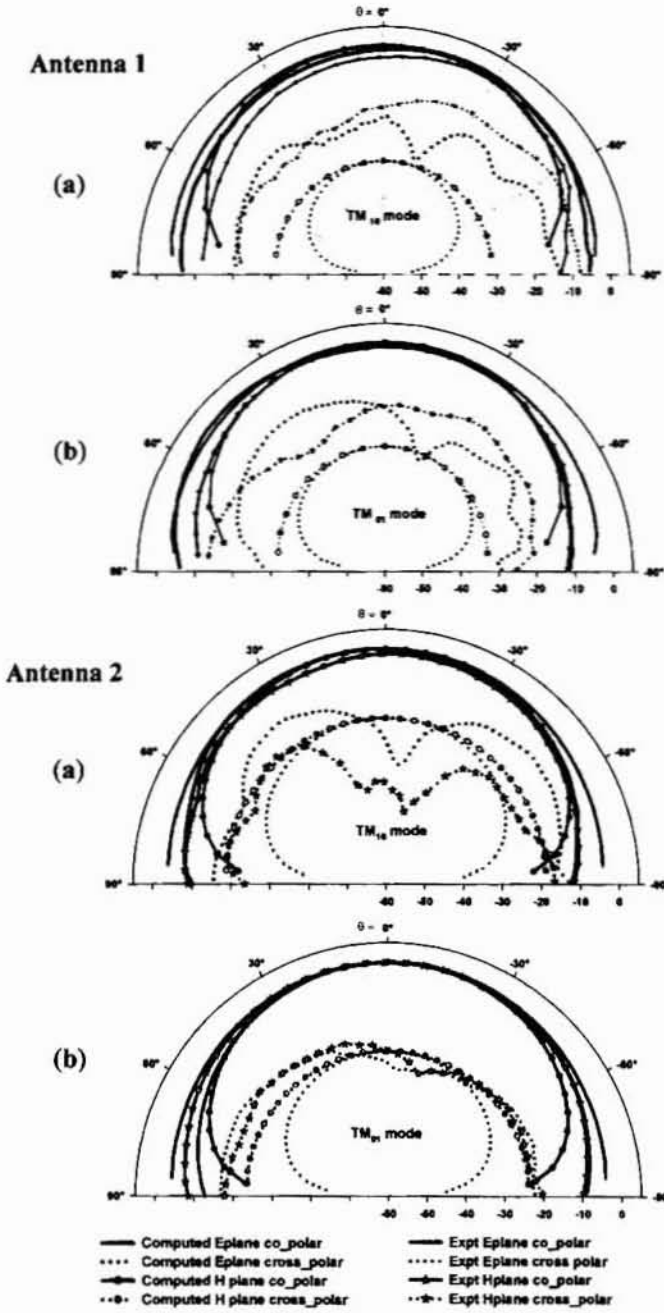 θ = 0°
Antenna 1
30°
-30°
60°
-60°
(a)
TM10 mode
90°
-60 -50 -40 -30 -20 -10 0
-90°
θ = 0°
30°
-30°
(b)
60°
-60°
TM01 mode
90°
-60 -50 -40 -30 -20 -10 0
-90°
θ = 0°
30°
-30°
Antenna 2
60°
-60°
(a)
TM10 mode
90°
-60 -50 -40 -30 -20 -10 0
θ = 0°
30°
-30°
(b)
60°
-60°
TM01 mode
90°
-60 -50 -40 -30 -20 -10 0
Computed Eplane co_polar
Expt Eplane co_polar
Computed Eplane cross_polar
Expt Eplane cross polar
Computed H plane co_polar
Expt Hplane co_polar
Computed H plane cross_polar
Expt Hplane cross_polar